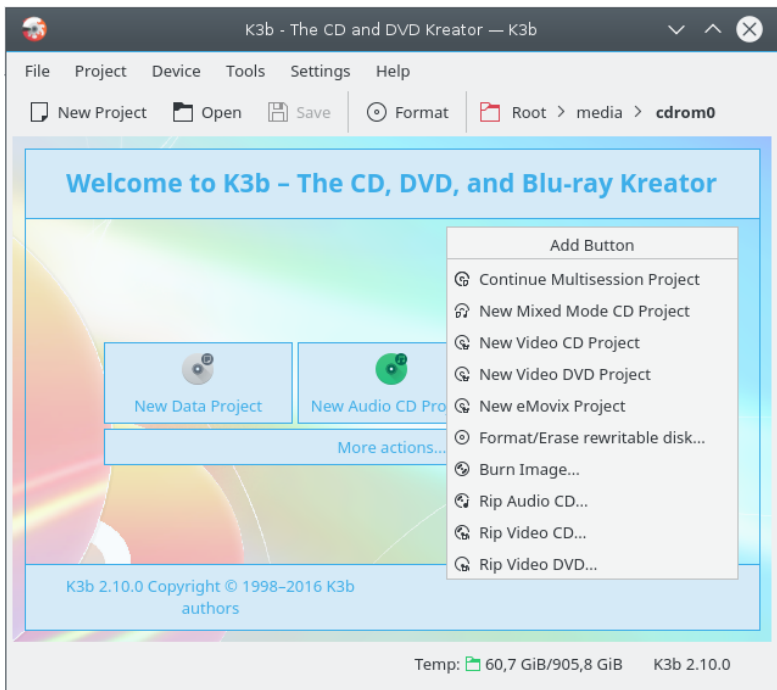 K3b - The CD and DVD Kreator — K3b
File Project Device Tools Settings Help
New Project Open Save Format Root > media > cdrom0
Welcome to K3b – The CD, DVD, and Blu-ray Kreator
Add Button
Continue Multisession Project
New Mixed Mode CD Project
New Video CD Project
New Video DVD Project
New eMovix Project
Format/Erase rewritable disk...
Burn Image...
Rip Audio CD...
Rip Video CD...
Rip Video DVD...
New Data Project
New Audio CD Pro
More actions...
K3b 2.10.0 Copyright © 1998–2016 K3b
authors
Temp: 60,7 GiB/905,8 GiB K3b 2.10.0